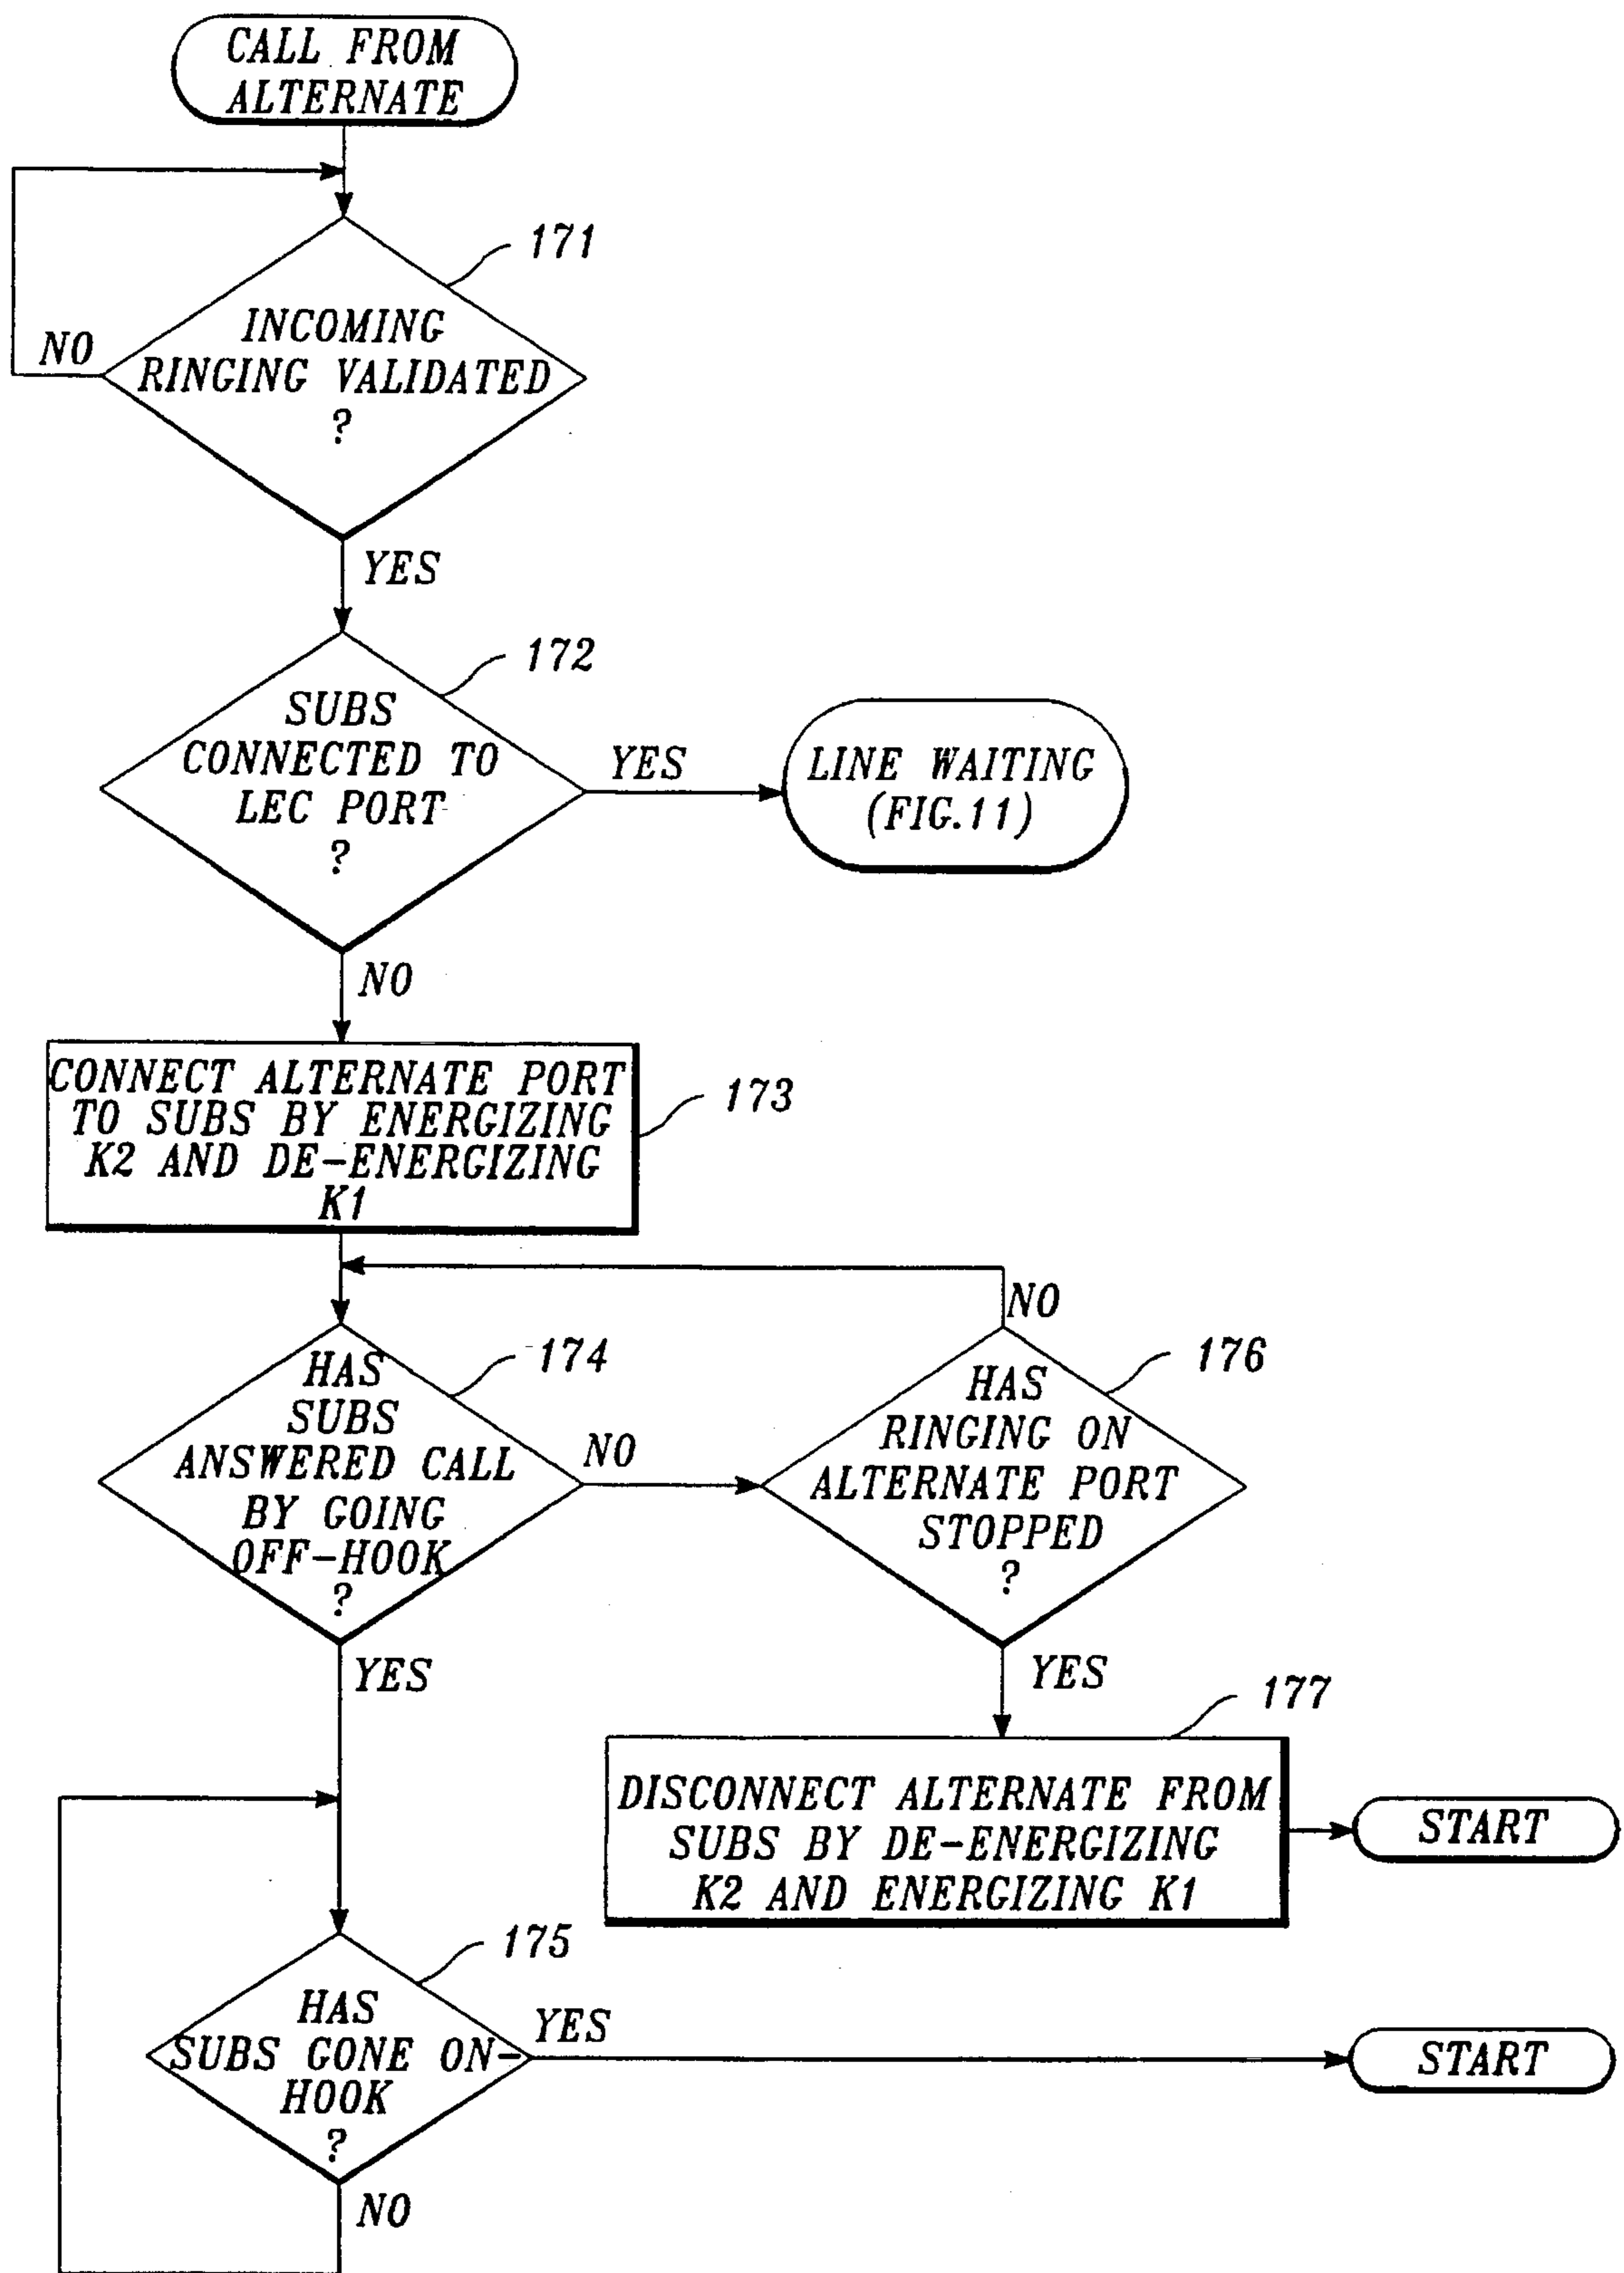 CALL FROM
ALTERNATE
171
INCOMING
RINGING VALIDATED
?
NO
YES
172
SUBS
CONNECTED TO
LEC PORT
?
YES
LINE WAITING
(FIG.11)
NO
CONNECT ALTERNATE PORT
TO SUBS BY ENERGIZING
K2 AND DE-ENERGIZING
K1
173
174
HAS
SUBS
ANSWERED CALL
BY GOING
OFF-HOOK
?
NO
NO
176
HAS
RINGING ON
ALTERNATE PORT
STOPPED
?
YES
YES
177
DISCONNECT ALTERNATE FROM
SUBS BY DE-ENERGIZING
K2 AND ENERGIZING K1
START
175
HAS
SUBS GONE ON-
HOOK
?
YES
START
NO